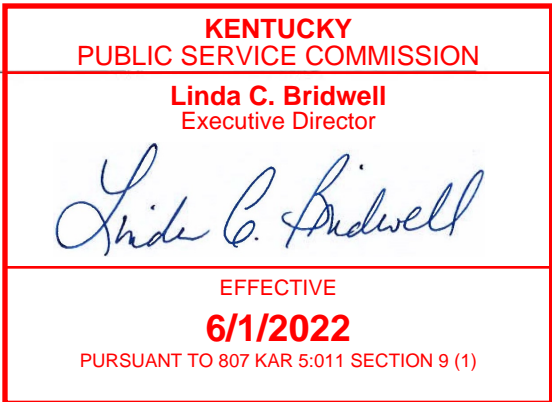 KENTUCKY
PUBLIC SERVICE COMMISSION
Linda C. Bridwell
Executive Director
Linda C. Bridwell
EFFECTIVE
6/1/2022
PURSUANT TO 807 KAR 5:011 SECTION 9 (1)